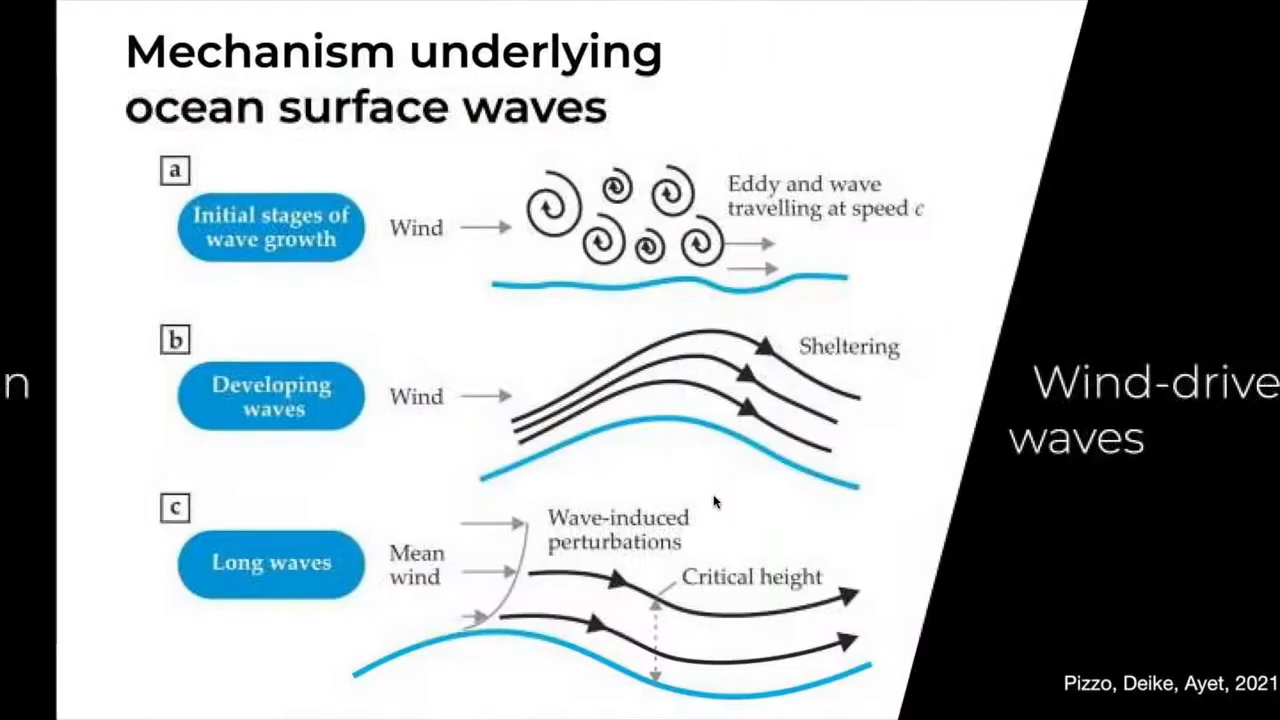 Mechanism underlying
ocean surface waves
a
Initial stages of
wave growth
Wind
Eddy and wave
travelling at speed c
b
Developing
waves
Wind
Sheltering
c
Long waves
Mean
wind
Wave-induced
perturbations
Critical height
n
Wind-drive
waves
Pizzo, Deike, Ayet, 2021